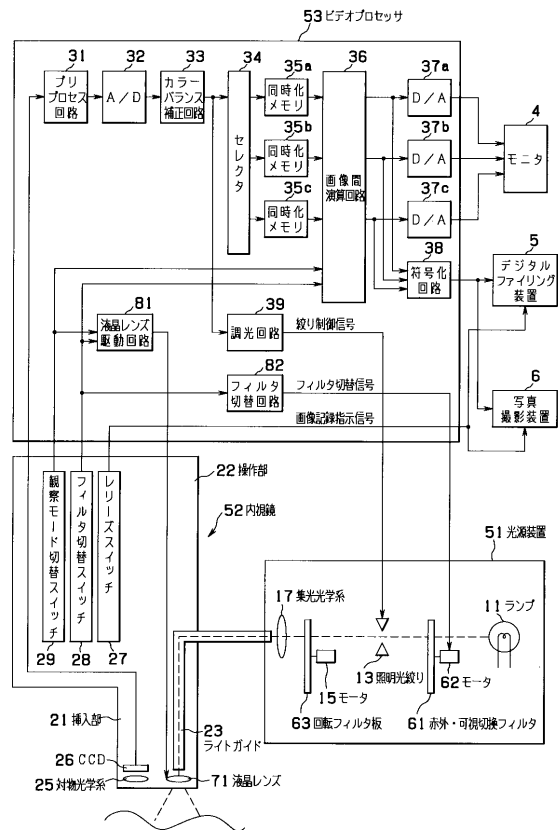 53 ビデオプロセッサ
31
32
33
34
35a
36
37a
プリ
プロセス
回路
A/D
カラー
バランス
補正回路
セレクタ
同時化
メモリ
画像間
演算回路
D/A
4
モニタ
35b
同時化
メモリ
37b
D/A
35c
同時化
メモリ
37c
D/A
38
符号化
回路
5
デジタル
ファイリング
装置
81
液晶レンズ
駆動回路
39
調光回路
絞り制御信号
82
フィルタ
切替回路
フィルタ切替信号
画像記録指示信号
6
写真
撮影装置
22 操作部
52 内視鏡
観察モード切替スイッチ
フィルタ切替スイッチ
レリーズスイッチ
29
28
27
51 光源装置
17 集光光学系
11 ランプ
13 照明光絞り
15 モータ
62 モータ
63 回転フィルタ板
61 赤外・可視切換フィルタ
21 挿入部
23
ライトガイド
26 CCD
25 対物光学系
71 液晶レンズ